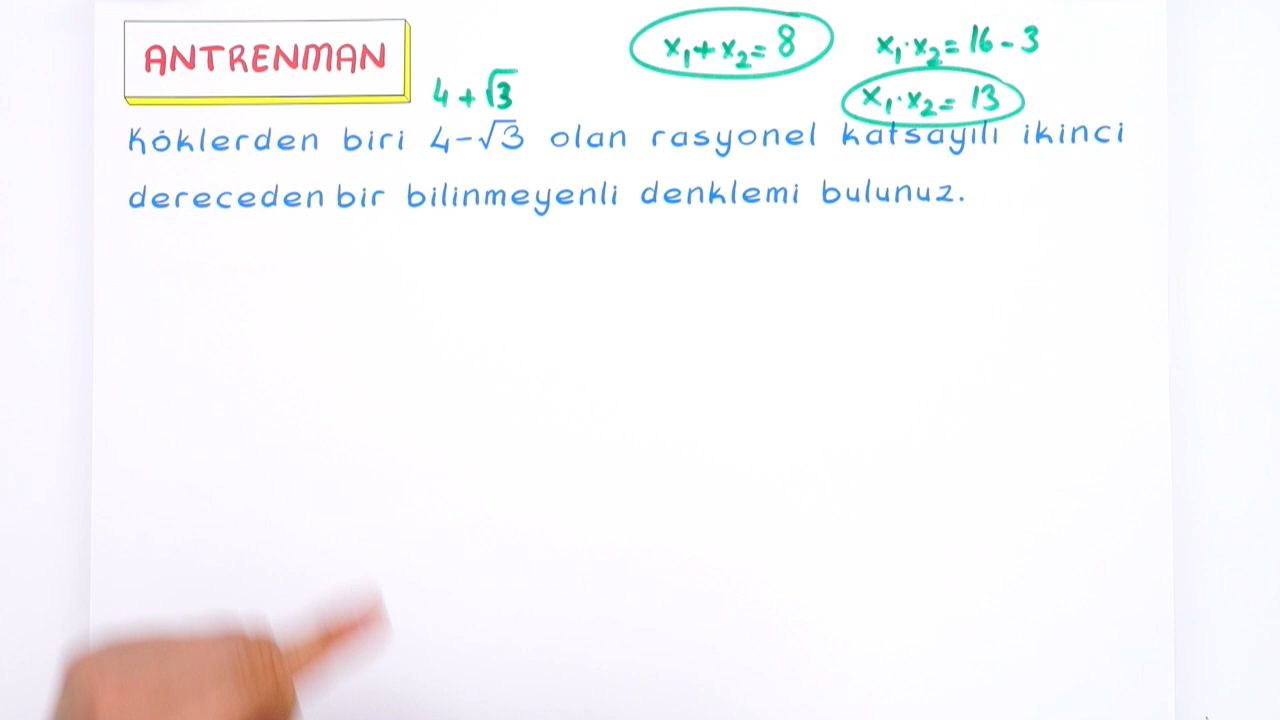 ANTRENMAN
x₁+x₂=8
x₁·x₂=16-3
4+√3
x₁·x₂=13
Köklerden biri 4-√3 olan rasyonel katsayılı ikinci
dereceden bir bilinmeyenli denklemi bulunuz.